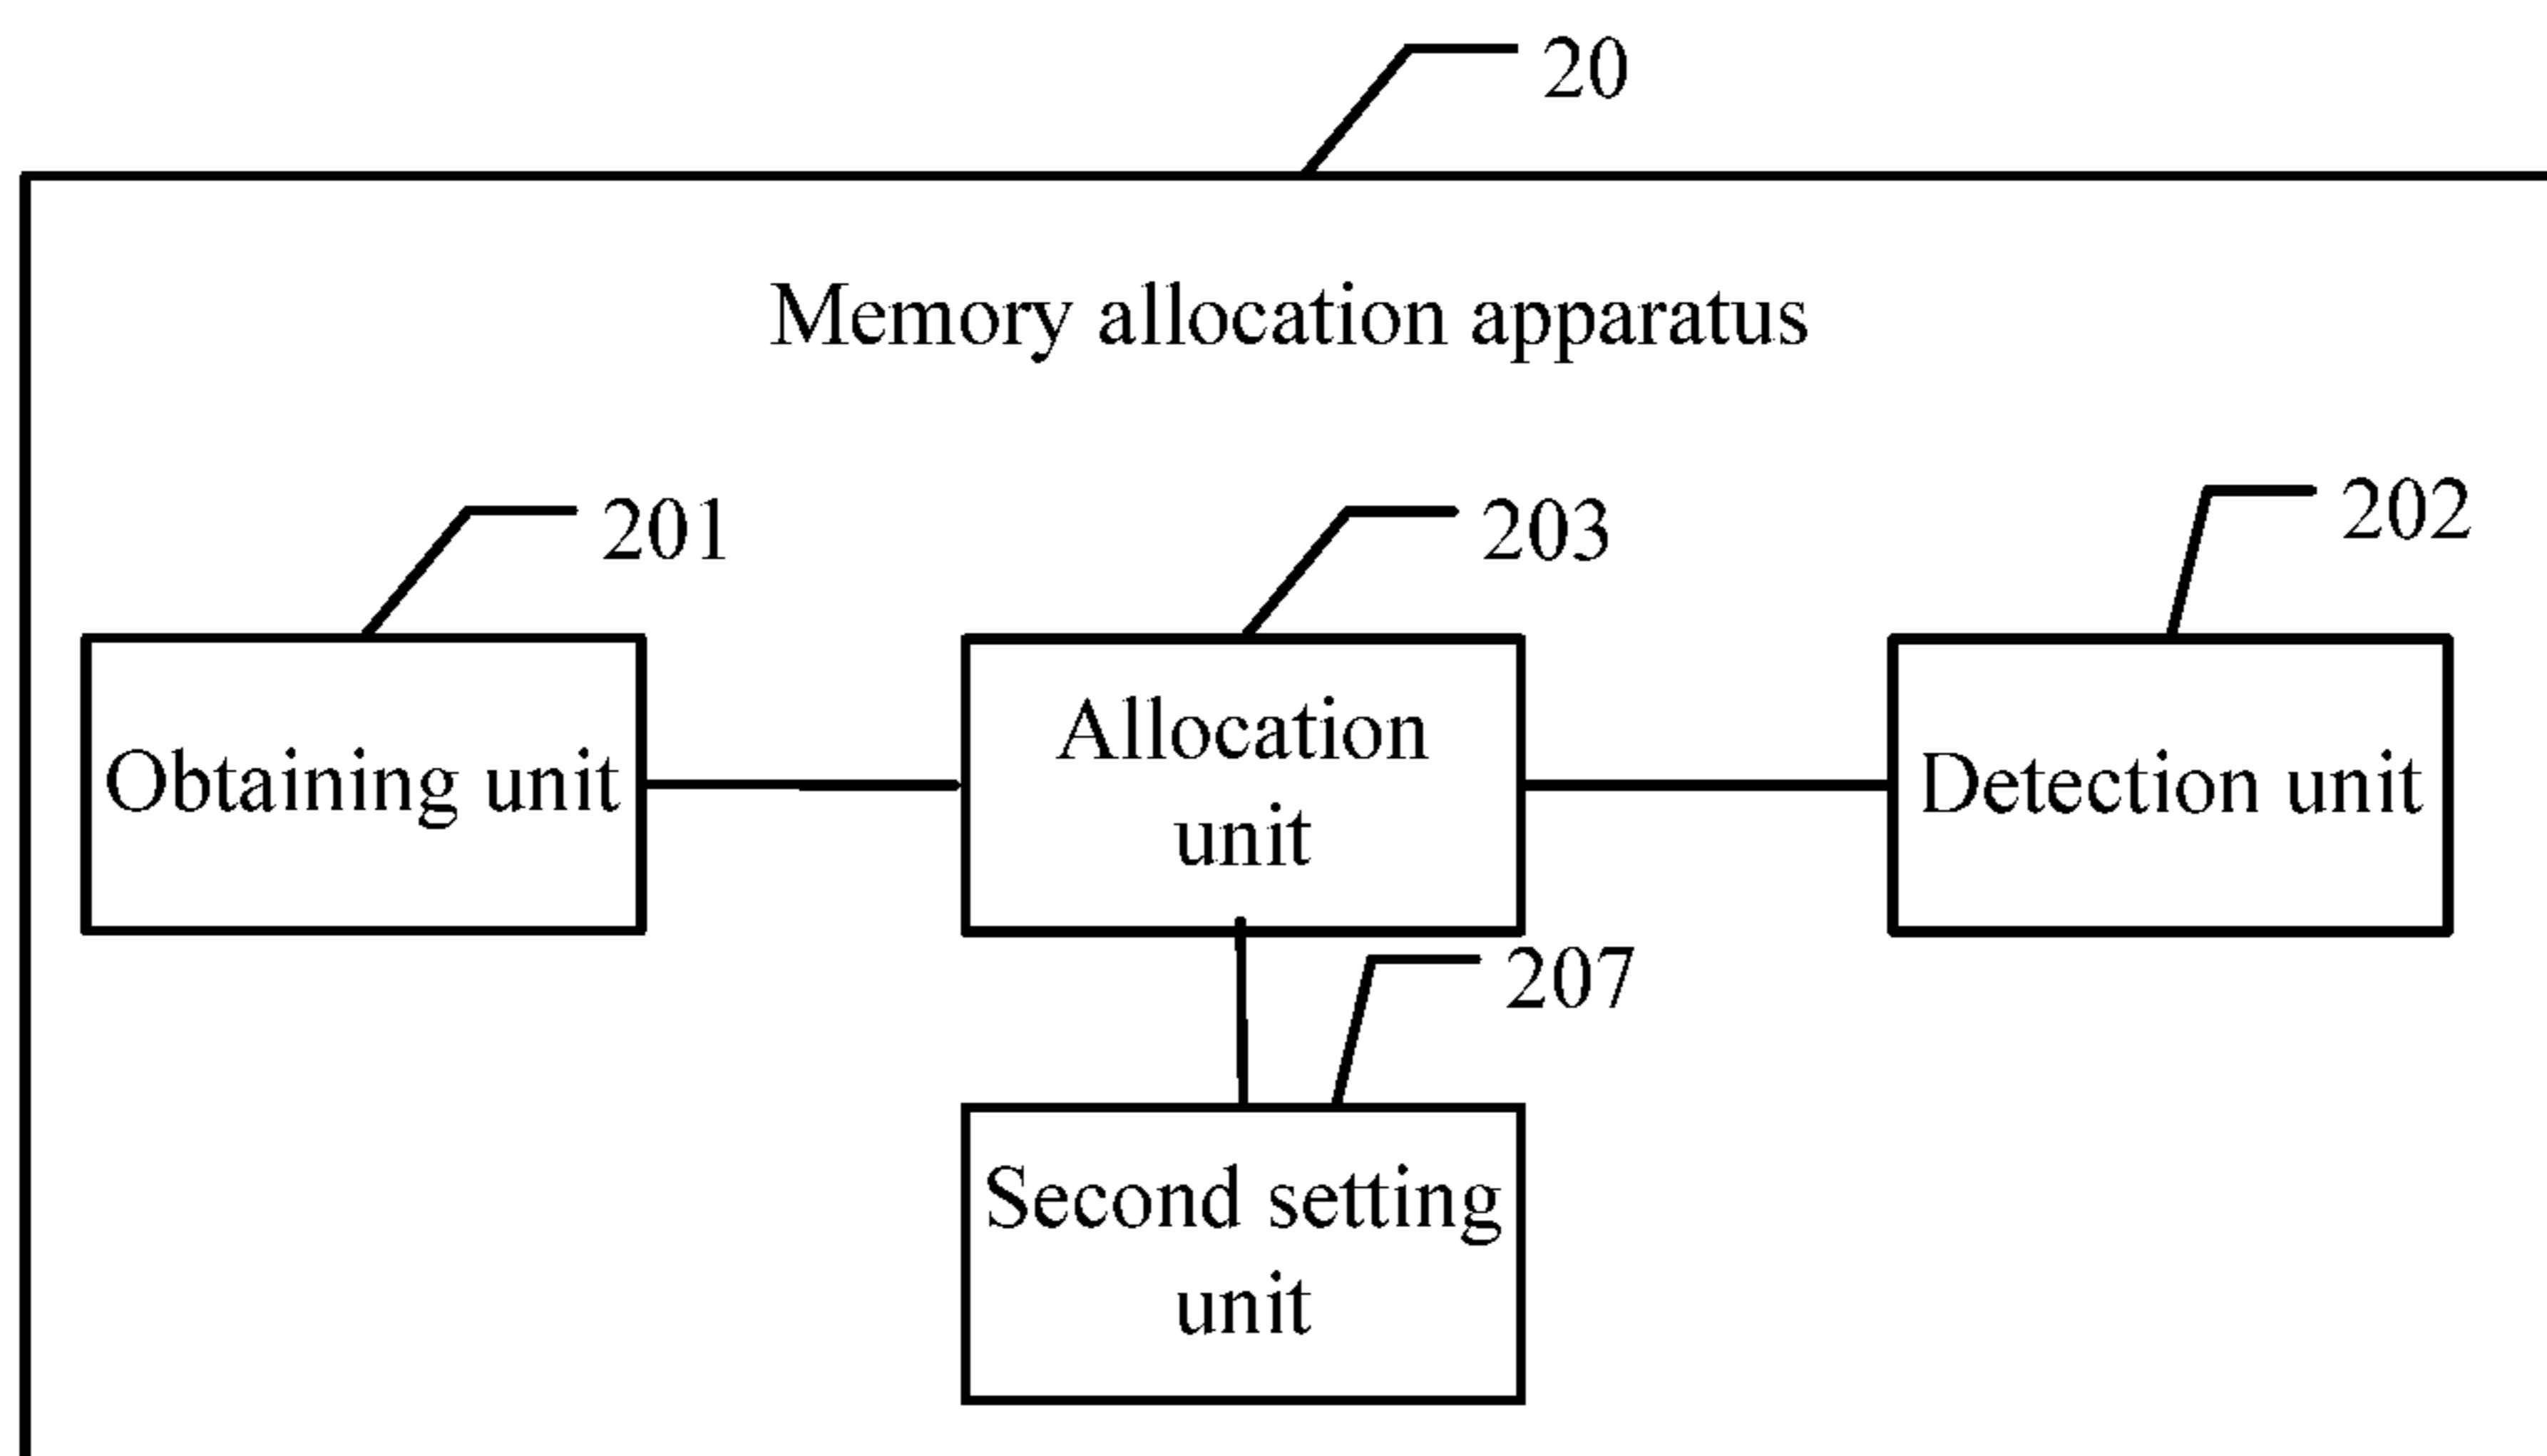 20
Memory allocation apparatus
201
203
202
Obtaining unit
Allocation
unit
Detection unit
207
Second setting
unit